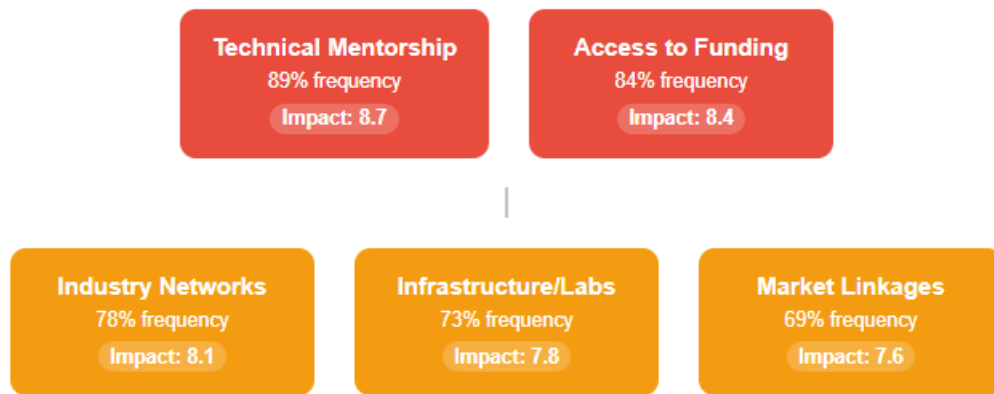 Technical Mentorship
89% frequency
Impact: 8.7
Access to Funding
84% frequency
Impact: 8.4
Industry Networks
78% frequency
Impact: 8.1
Infrastructure/Labs
73% frequency
Impact: 7.8
Market Linkages
69% frequency
Impact: 7.6